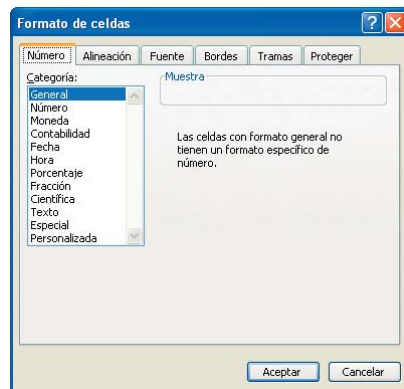 Formato de celdas
Número Alineación Fuente Bordes Tramas Proteger
Categoría:
General
Número
Moneda
Contabilidad
Fecha
Hora
Porcentaje
Fracción
Científica
Texto
Especial
Personalizada
Muestra
Las celdas con formato general no
tienen un formato específico de
número.
Aceptar Cancelar